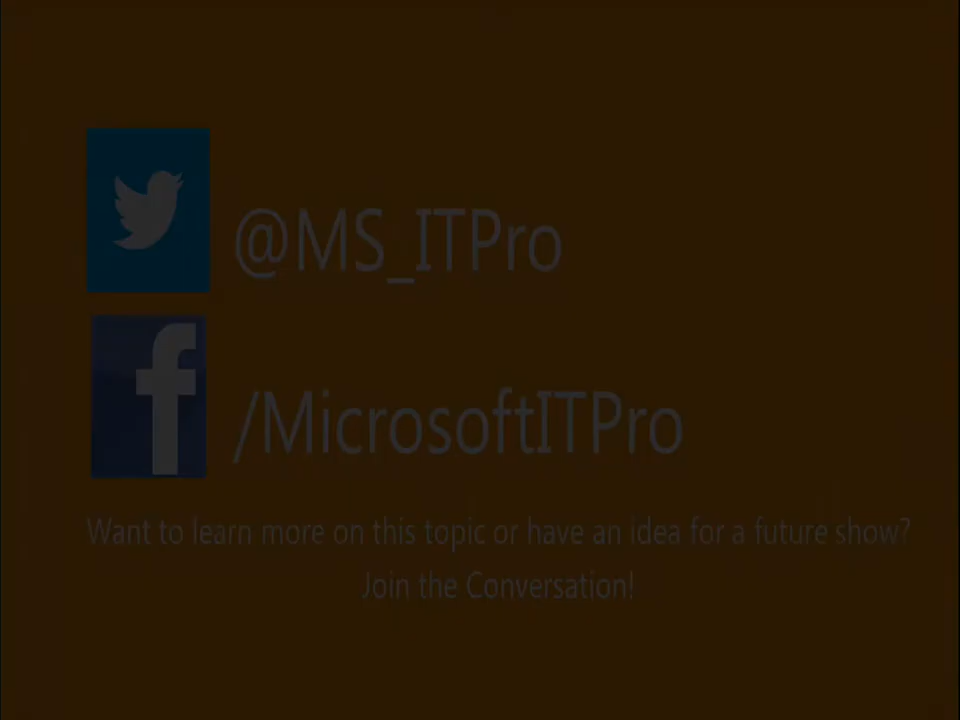 @MS_ITPro
/MicrosoftITPro
Want to learn more on this topic or have an idea for a future show?
Join the Conversation!